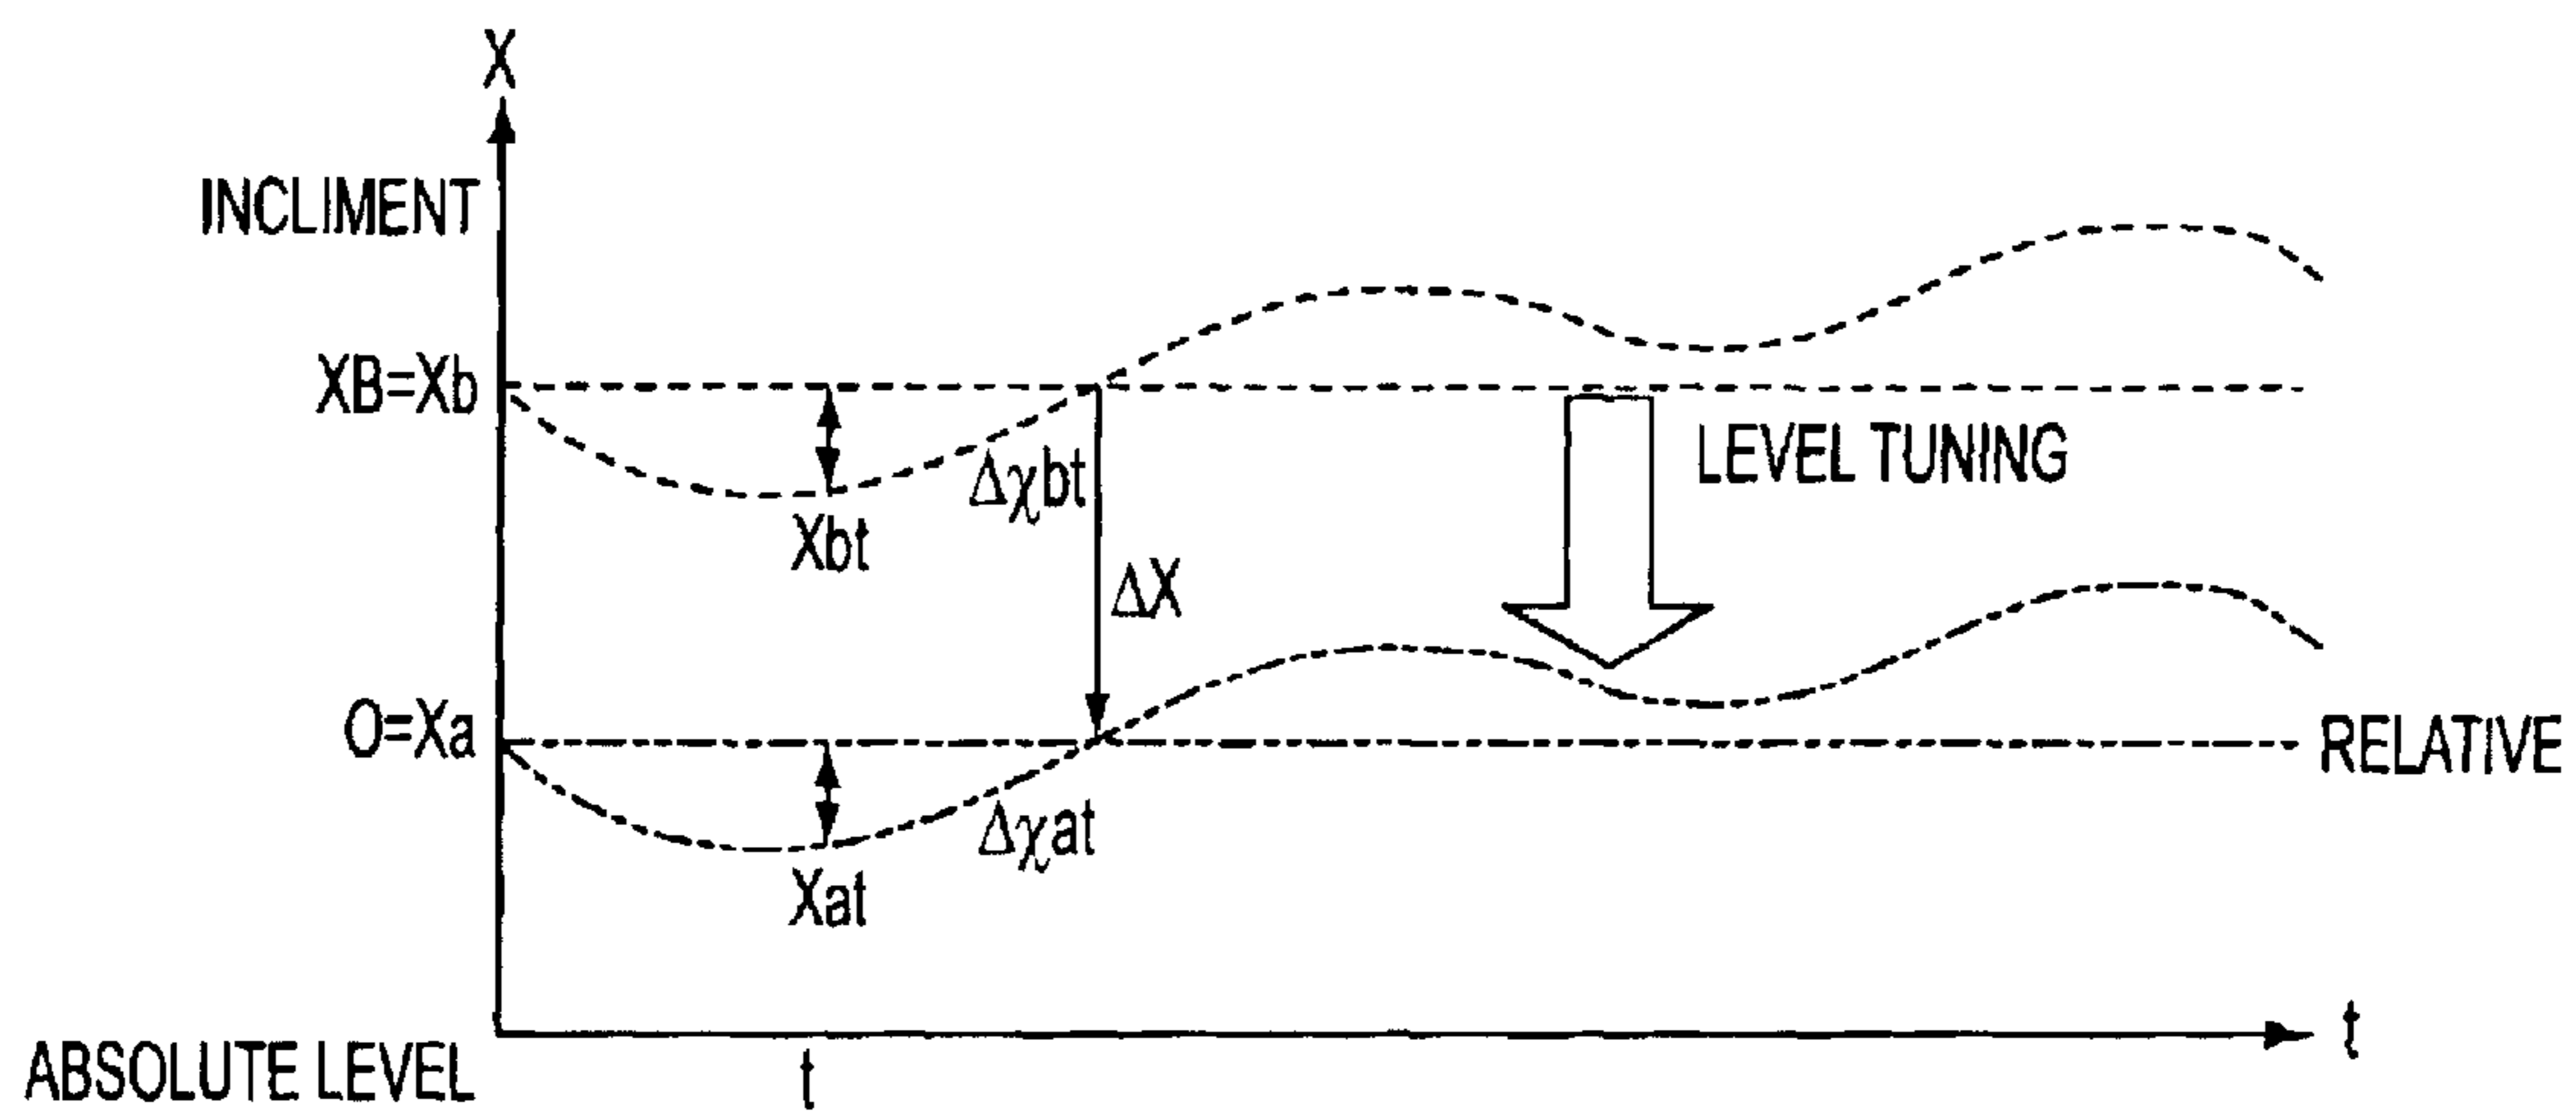 X
INCLIMENT
XB=Xb
LEVEL TUNING
Δχbt
Xbt
ΔX
O=Xa
RELATIVE
Δχat
Xat
t
ABSOLUTE LEVEL
t